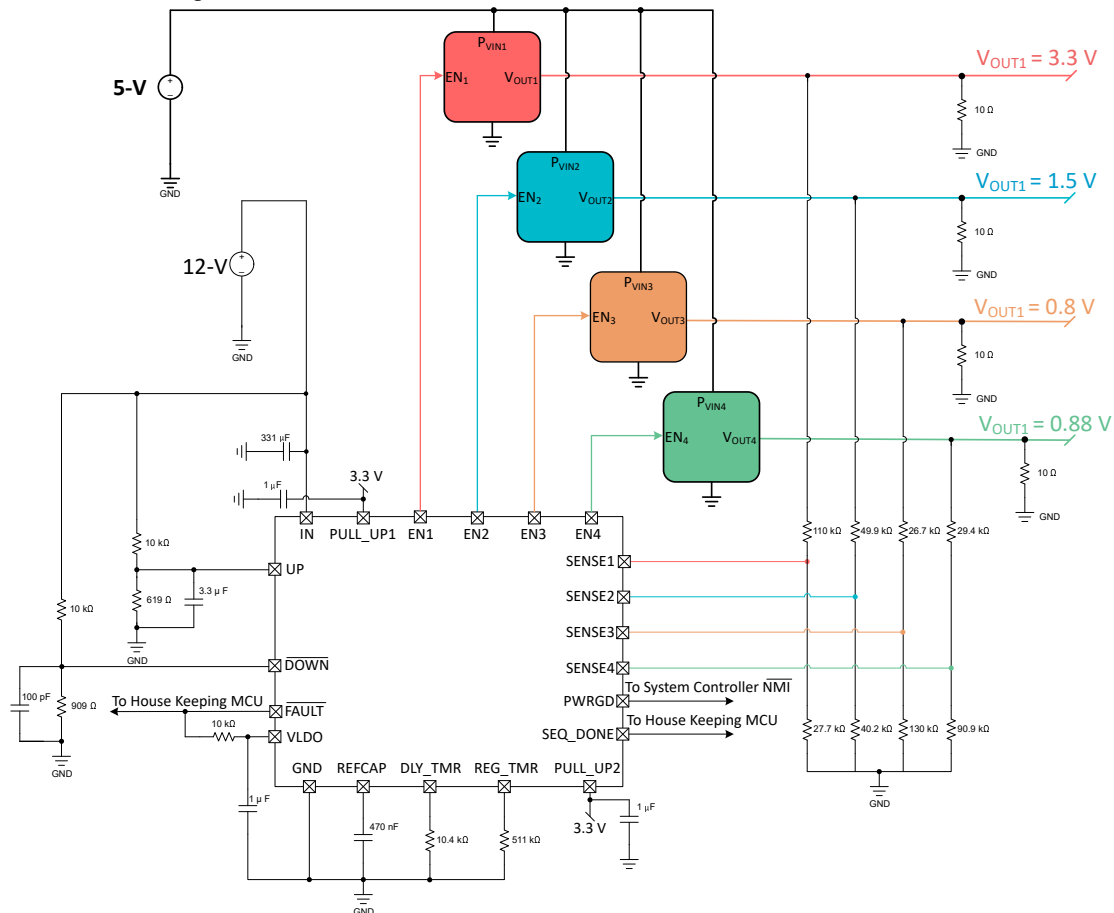 5-V
GND
PVIN1
EN1
VOUT1
VOUT1 = 3.3 V
10 Ω
GND
PVIN2
EN2
VOUT2
VOUT1 = 1.5 V
10 Ω
GND
12-V
GND
PVIN3
EN3
VOUT3
VOUT1 = 0.8 V
10 Ω
GND
PVIN4
EN4
VOUT4
VOUT1 = 0.88 V
10 Ω
GND
331 µF
1 µF
3.3 V
IN
PULL_UP1
EN1
EN2
EN3
EN4
110 kΩ
49.9 kΩ
26.7 kΩ
29.4 kΩ
10 kΩ
UP
619 Ω
3.3 µ F
GND
10 kΩ
SENSE1
SENSE2
SENSE3
SENSE4
DOWN
100 pF
909 Ω
GND
To House Keeping MCU
FAULT
10 kΩ
VLDO
PWRGD
To System Controller NMI
SEQ_DONE
To House Keeping MCU
27.7 kΩ
40.2 kΩ
130 kΩ
90.9 kΩ
GND
GND
REFCAP
DLY_TMR
REG_TMR
PULL_UP2
1 µ F
470 nF
10.4 kΩ
511 kΩ
3.3 V
1 µF
GND